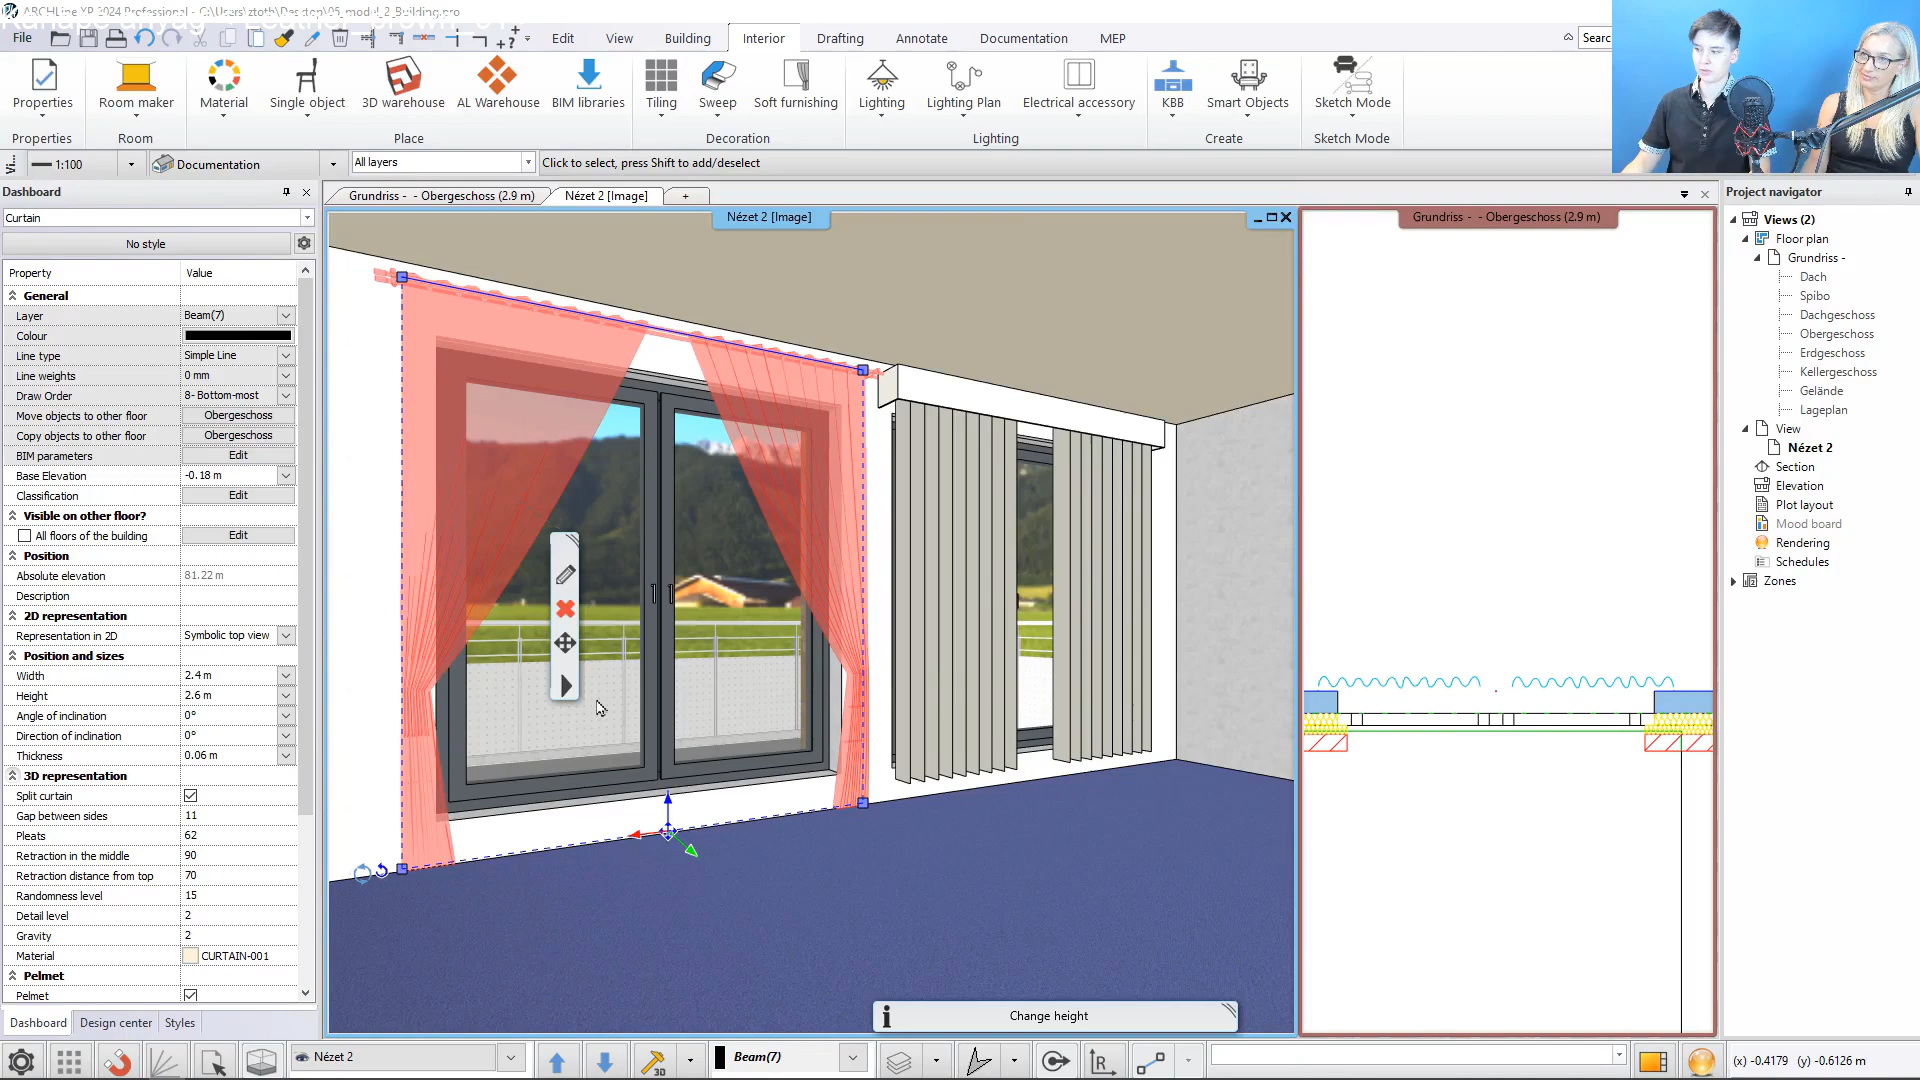 ARCHLine.XP 2024 Professional - C:\Users\ztoth\Desktop\05_modul_2_Building.pro
File
Edit
View
Building
Interior
Drafting
Annotate
Documentation
MEP
Searc
Properties
Room maker
Material
Single object
3D warehouse
AL Warehouse
BIM libraries
Tiling
Sweep
Soft furnishing
Lighting
Lighting Plan
Electrical accessory
KBB
Smart Objects
Sketch Mode
Properties
Room
Place
Decoration
Lighting
Create
Sketch Mode
1:100
Documentation
All layers
Click to select, press Shift to add/deselect
Dashboard
Curtain
No style
Property Value
General
Layer Beam(7)
Colour
Line type Simple Line
Line weights 0 mm
Draw Order 8- Bottom-most
Move objects to other floor Obergeschoss
Copy objects to other floor Obergeschoss
BIM parameters Edit
Base Elevation -0.18 m
Classification Edit
Visible on other floor?
All floors of the building Edit
Position
Absolute elevation 81.22 m
Description
2D representation
Representation in 2D Symbolic top view
Position and sizes
Width 2.4 m
Height 2.6 m
Angle of inclination 0°
Direction of inclination 0°
Thickness 0.06 m
3D representation
Split curtain
Gap between sides 11
Pleats 62
Retraction in the middle 90
Retraction distance from top 70
Randomness level 15
Detail level 2
Gravity 2
Material CURTAIN-001
Pelmet
Pelmet
Dashboard
Design center
Styles
Grundriss - - Obergeschoss (2.9 m)
Nézet 2 [Image]
+
Nézet 2 [Image]
Grundriss - - Obergeschoss (2.9 m)
Change height
Project navigator
Views (2)
Floor plan
Grundriss -
Dach
Spibo
Dachgeschoss
Obergeschoss
Erdgeschoss
Kellergeschoss
Gelände
Lageplan
View
Nézet 2
Section
Elevation
Plot layout
Mood board
Rendering
Schedules
Zones
Nézet 2
3D
Beam(7)
(x) -0.4179 (y) -0.6126 m